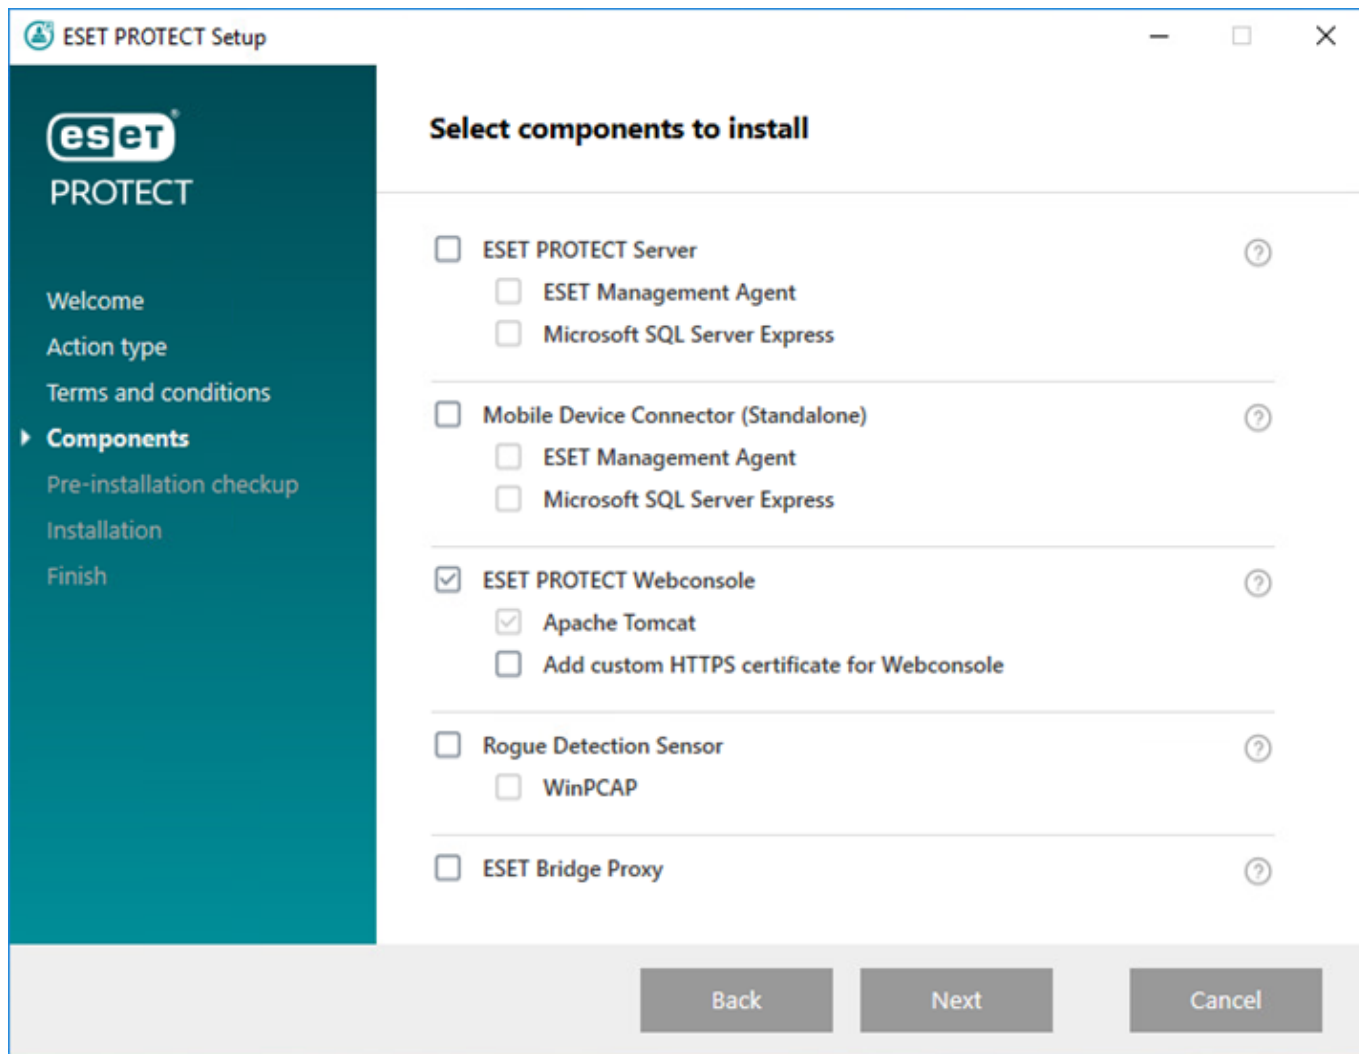 ESET PROTECT Setup
eseT®
PROTECT
Welcome
Action type
Terms and conditions
Components
Pre-installation checkup
Installation
Finish
Select components to install
ESET PROTECT Server
ESET Management Agent
Microsoft SQL Server Express
Mobile Device Connector (Standalone)
ESET Management Agent
Microsoft SQL Server Express
ESET PROTECT Webconsole
Apache Tomcat
Add custom HTTPS certificate for Webconsole
Rogue Detection Sensor
WinPCAP
ESET Bridge Proxy
Back Next Cancel